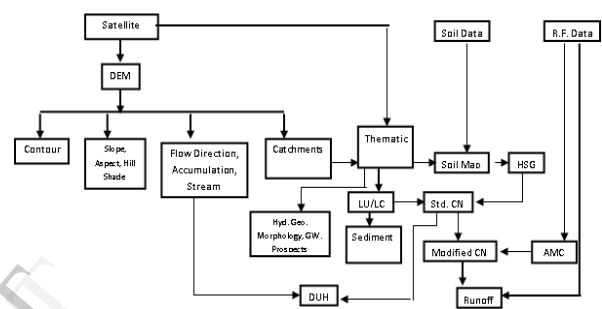 Satellite
Soil Data
R.F. Data
DEM
Contour
Slope,
Aspect, Hill
Shade
Flow Direction,
Accumulation,
Stream
Catchments
Thematic
Soil Map
HSG
Hyd. Geo.
Morphology, GW.
Prospects
LU/LC
Std. CN
Sediment
Modified CN
AMC
DUH
Runoff